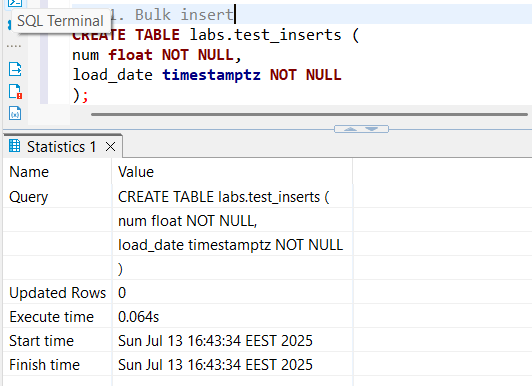 1. Bulk insert
SQL Terminal
CREATE TABLE labs.test_inserts (
num float NOT NULL,
load_date timestamptz NOT NULL
);
Statistics 1
Name Value
Query CREATE TABLE labs.test_inserts (
num float NOT NULL,
load_date timestamptz NOT NULL
)
Updated Rows 0
Execute time 0.064s
Start time Sun Jul 13 16:43:34 EEST 2025
Finish time Sun Jul 13 16:43:34 EEST 2025